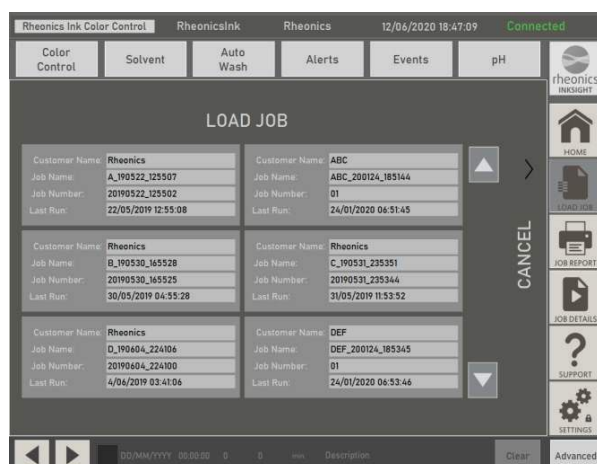 Rheonics Ink Color Control RheonicsInk Rheonics 12/06/2020 18:47:09 Connected
Color Control Solvent Auto Wash Alerts Events pH
rheonics
INKSIGHT
LOAD JOB
HOME
Customer Name: Rheonics
Job Name: A_190522_125507
Job Number: 20190522_125502
Last Run: 22/05/2019 12:55:08
Customer Name: ABC
Job Name: ABC_200124_185144
Job Number: 01
Last Run: 24/01/2020 06:51:45
LOAD JOB
Customer Name: Rheonics
Job Name: B_190530_165528
Job Number: 20190530_165525
Last Run: 30/05/2019 04:55:28
Customer Name: Rheonics
Job Name: C_190531_235351
Job Number: 20190531_235344
Last Run: 31/05/2019 11:53:52
CANCEL
JOB REPORT
JOB DETAILS
Customer Name: Rheonics
Job Name: D_190604_224106
Job Number: 20190604_224100
Last Run: 4/06/2019 03:41:06
Customer Name: DEF
Job Name: DEF_200124_185345
Job Number: 01
Last Run: 24/01/2020 06:53:46
SUPPORT
SETTINGS
DD/MM/YYYY 00:00:00 0 0 Description Clear Advanced